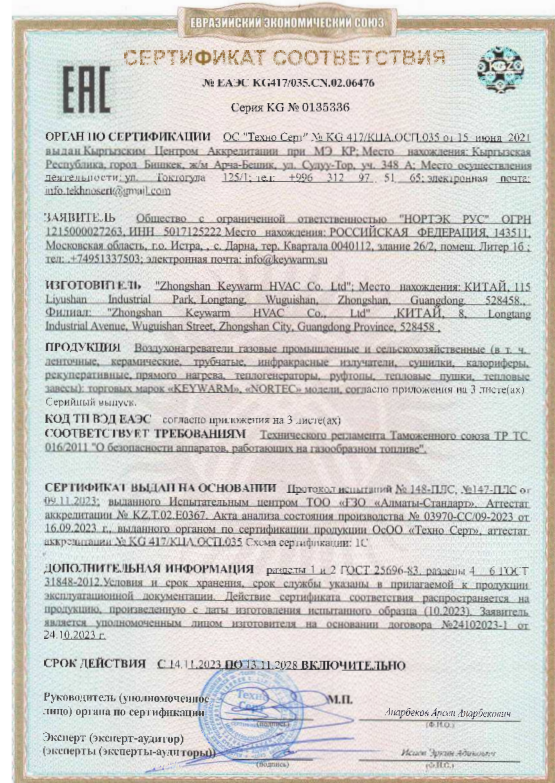 ЕВРАЗИЙСКИЙ ЭКОНОМИЧЕСКИЙ СОЮЗ
СЕРТИФИКАТ СООТВЕТСТВИЯ
EAC
№ ЕАЭС KG417/035.CN.02.06476
Серия KG № 0135336
ОРГАН ПО СЕРТИФИКАЦИИ ОС "Техно Серт" № KG 417/КЦА.ОСП.035 от 15 июня 2021
выдан Кыргызским Центром Аккредитации при МЭ КР; Место нахождения: Кыргызская
Республика, город Бишкек, ж/м Арча-Бешик, ул. Сулуу-Тор, уч. 348 А; Место осуществления
деятельности: ул. Токтогула 125/1; тел: +996 312 97 51 65; электронная почта:
info.tekhnosert@gmail.com
ЗАЯВИТЕЛЬ Общество с ограниченной ответственностью "НОРТЭК РУС" ОГРН
1215000027263, ИНН 5017125222 Место нахождения: РОССИЙСКАЯ ФЕДЕРАЦИЯ, 143511,
Московская область, г.о. Истра, , с. Дарна, тер. Квартала 0040112, здание 26/2, помещ. Литер 1б ;
тел: .+74951337503; электронная почта: info@keywarm.su
ИЗГОТОВИТЕЛЬ "Zhongshan Keywarm HVAC Co. Ltd"; Место нахождения: КИТАЙ, 115
Liyushan Industrial Park, Longtang, Wuguishan, Zhongshan, Guangdong, 528458.,
Филиал: "Zhongshan Keywarm HVAC Co., Ltd" ,КИТАЙ, 8, Longtang
Industrial Avenue, Wuguishan Street, Zhongshan City, Guangdong Province, 528458 ,
ПРОДУКЦИЯ Воздухонагреватели газовые промышленные и сельскохозяйственные (в т. ч.
ленточные, керамические, трубчатые, инфракрасные излучатели, сушилки, калориферы,
рекуперативные, прямого нагрева, теплогенераторы, руфтопы, тепловые пушки, тепловые
завесы): торговых марок «KEYWARM», «NORTEC» модели, согласно приложения на 3 листе(ах)
Серийный выпуск.
КОД ТН ВЭД ЕАЭС согласно приложения на 3 листе(ах)
СООТВЕТСТВУЕТ ТРЕБОВАНИЯМ Технического регламента Таможенного союза ТР ТС
016/2011 "О безопасности аппаратов, работающих на газообразном топливе".
СЕРТИФИКАТ ВЫДАН НА ОСНОВАНИИ Протокол испытаний № 148-ПЛС, №147-ПЛС от
09.11.2023; выданного Испытательным центром ТОО «ГЗО «Алматы-Стандарт». Аттестат
аккредитации № KZ.T.02.E0367. Акта анализа состояния производства № 03970-СС/09-2023 от
16.09.2023 г., выданного органом по сертификации продукции ОсОО «Техно Серт», аттестат
аккредитации № KG 417/КЦА.ОСП.035 Схема сертификации: 1С
ДОПОЛНИТЕЛЬНАЯ ИНФОРМАЦИЯ разделы 1 и 2 ГОСТ 25696-83, разделы 4 6 ГОСТ
31848-2012.Условия и срок хранения, срок службы указаны в прилагаемой к продукции
эксплуатационной документации. Действие сертификата соответствия распространяется на
продукцию, произведенную с даты изготовления испытанного образца (10.2023). Заявитель
является уполномоченным лицом изготовителя на основании договора №24102023-1 от
24.10.2023 г.
СРОК ДЕЙСТВИЯ С 14.11.2023 ПО 13.11.2028 ВКЛЮЧИТЕЛЬНО
Руководитель (уполномоченное
лицо) органа по сертификации
М.П.
Техно
Серт
(подпись)
Анарбеков Арсен Анарбекович
(Ф.И.О.)
Эксперт (эксперт-аудитор)
(эксперты (эксперты-аудиторы))
(подпись)
(Ф.И.О.)